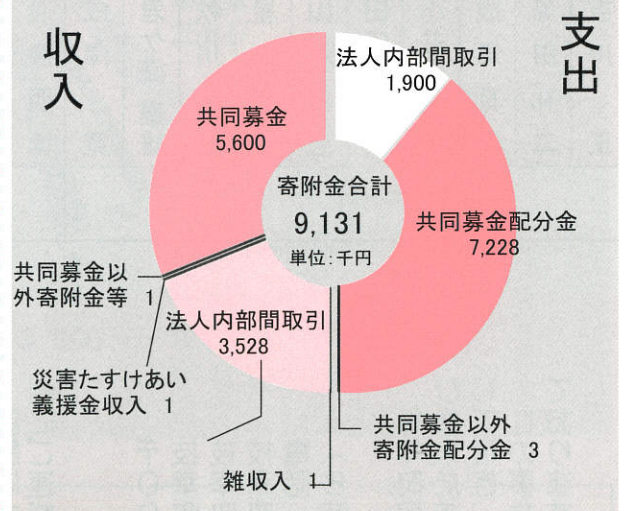 収入
支出
法人内部間取引
1,900
共同募金
5,600
寄附金合計
9,131
単位:千円
共同募金配分金
7,228
共同募金以
外寄附金等 1
法人内部間取引
3,528
災害たすけあい
義援金収入 1
共同募金以外
寄附金配分金 3
雑収入 1